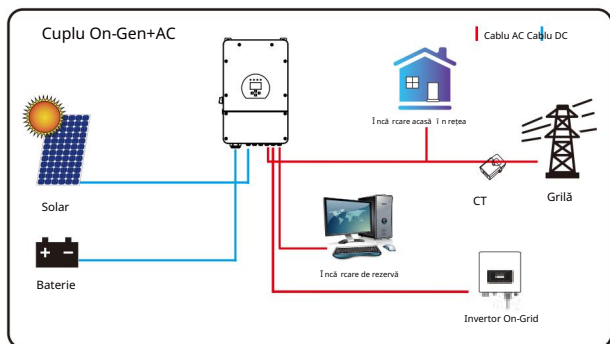 Cuplu On-Gen+AC
Cablu AC Cablu DC
Încă rcare acasă în rețea
Solar
CT
Grilă
Încă rcare de rezervă
Baterie
Invertor On-Grid